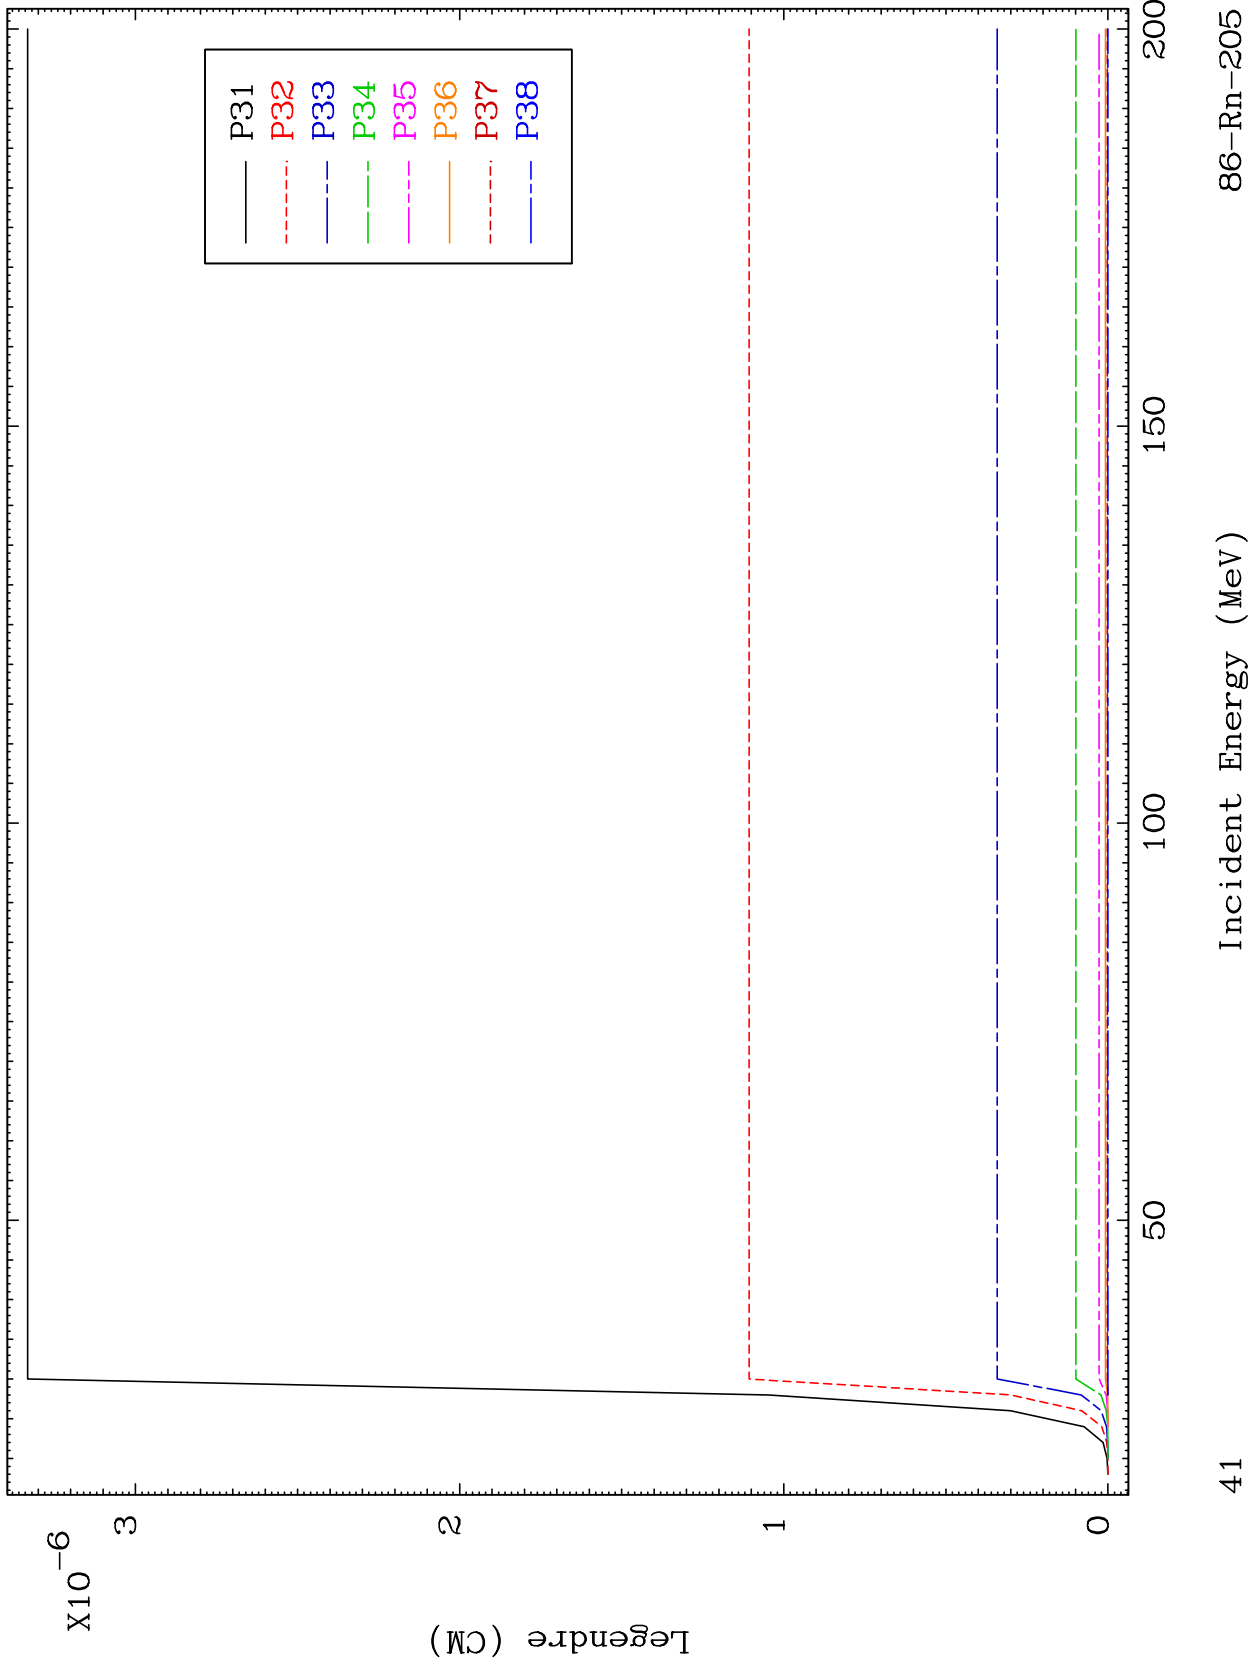 X10-6
3
2
1
0
Legendre (CM)
P31
P32
P33
P34
P35
P36
P37
P38
50
100
150
200
41
Incident Energy (MeV)
86-Rn-205